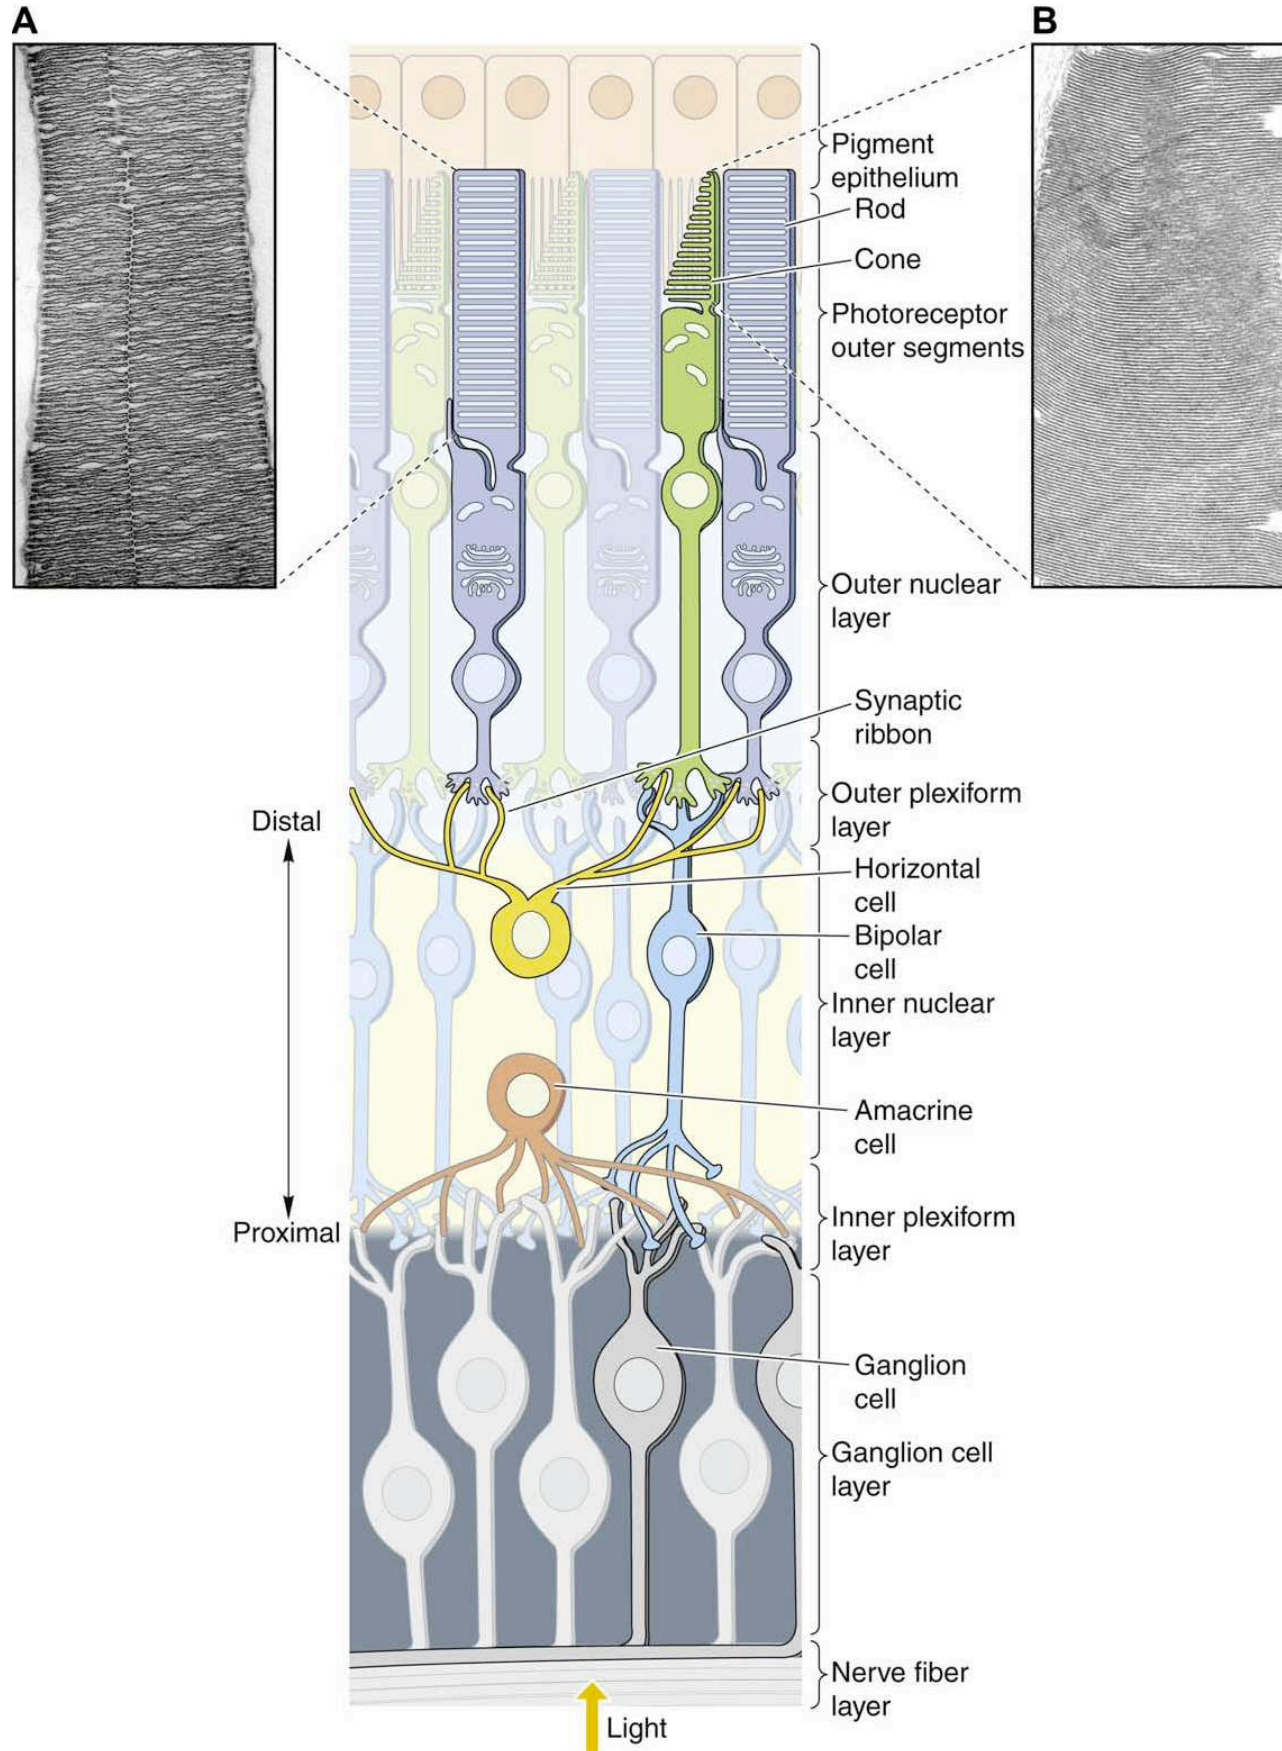 A
B
Pigment
epithelium
Rod
Cone
Photoreceptor
outer segments
Outer nuclear
layer
Synaptic
ribbon
Distal
Outer plexiform
layer
Horizontal
cell
Bipolar
cell
Inner nuclear
layer
Amacrine
cell
Proximal
Inner plexiform
layer
Ganglion
cell
Ganglion cell
layer
Nerve fiber
layer
Light